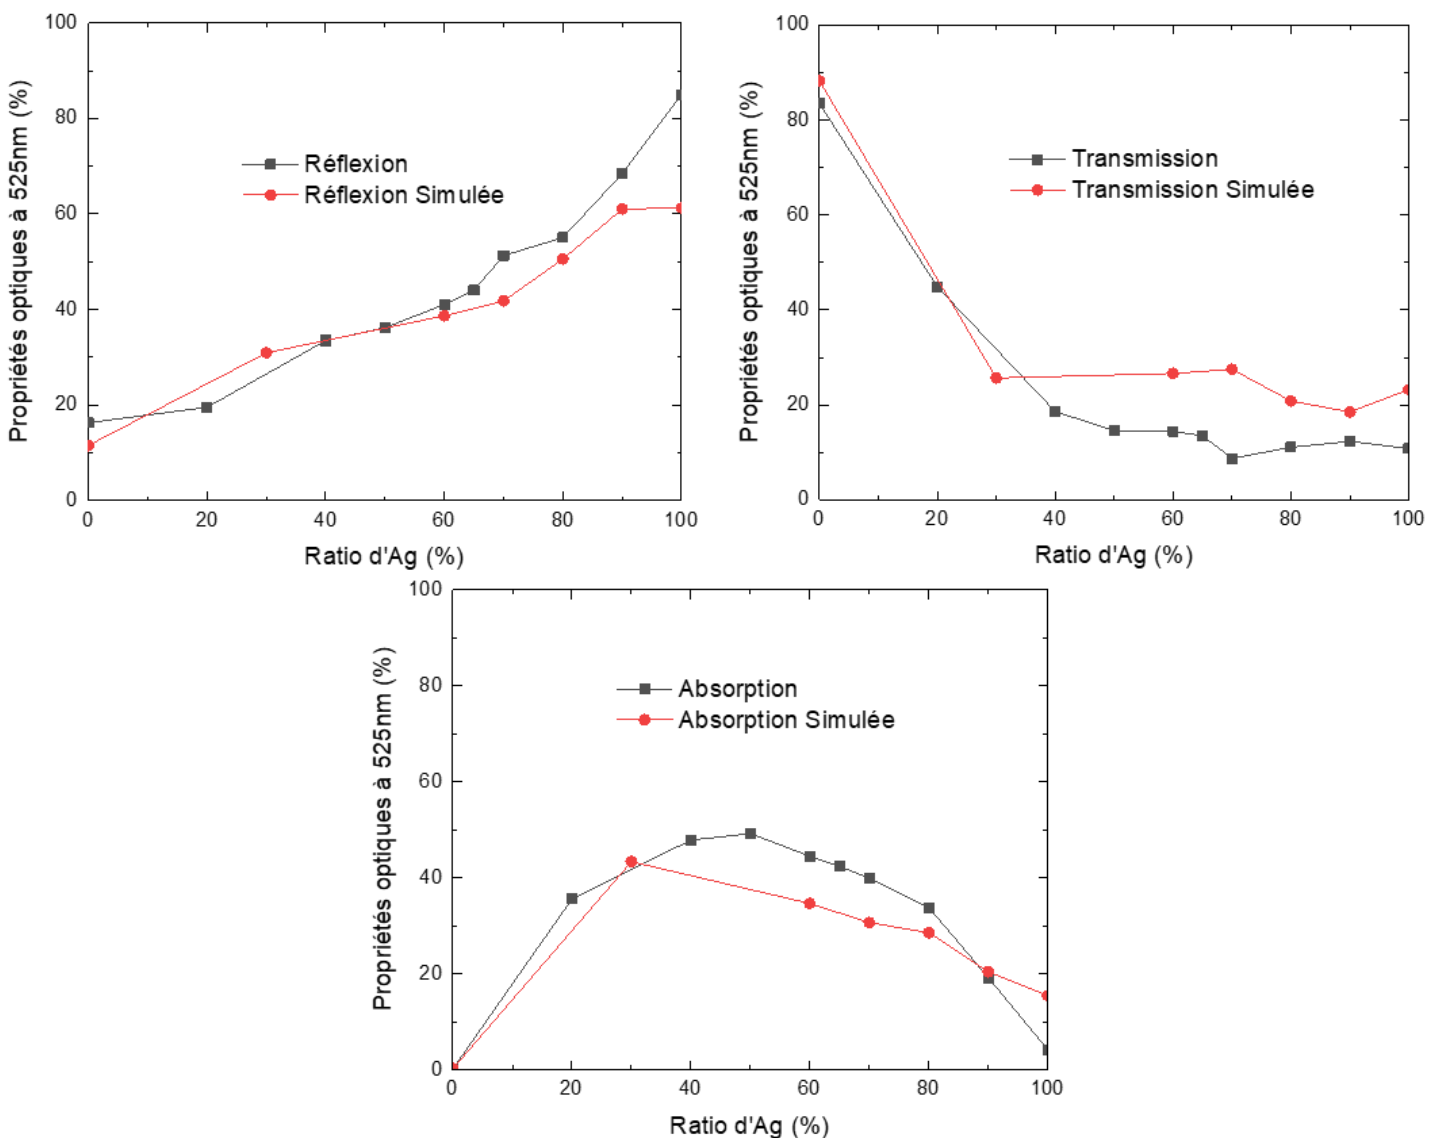 Propriétés optiques à 525nm (%)
100
80
60
40
20
0
Réflexion
Réflexion Simulée
0 20 40 60 80 100
Ratio d'Ag (%)
Propriétés optiques à 525nm (%)
100
80
60
40
20
0
Transmission
Transmission Simulée
0 20 40 60 80 100
Ratio d'Ag (%)
Propriétés optiques à 525nm (%)
100
80
60
40
20
0
Absorption
Absorption Simulée
0 20 40 60 80 100
Ratio d'Ag (%)